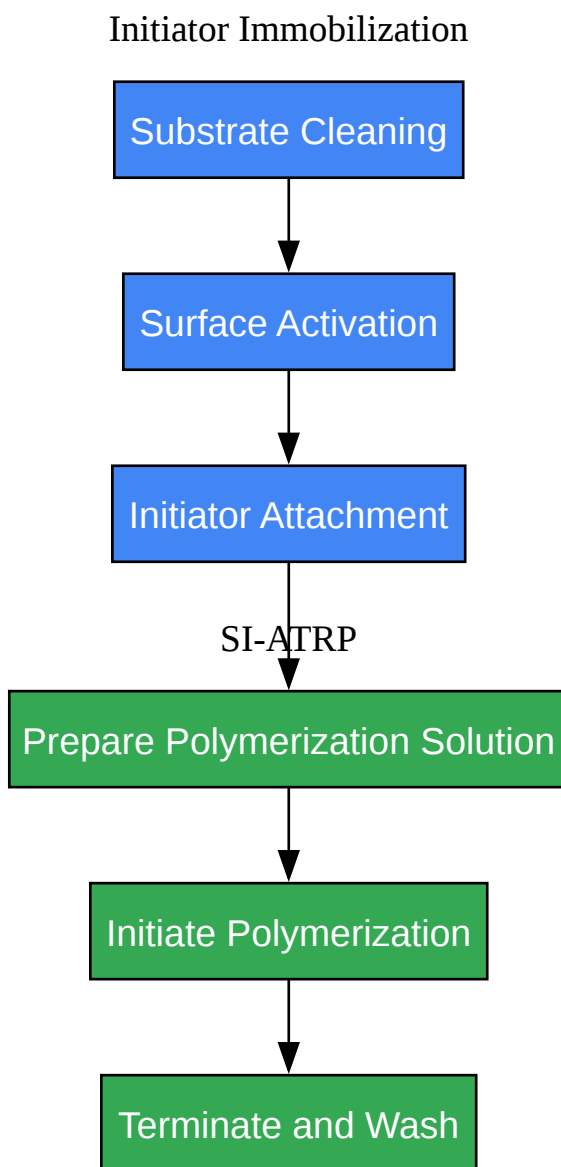 Initiator Immobilization
Substrate Cleaning
Surface Activation
Initiator Attachment
SI-ATRP
Prepare Polymerization Solution
Initiate Polymerization
Terminate and Wash